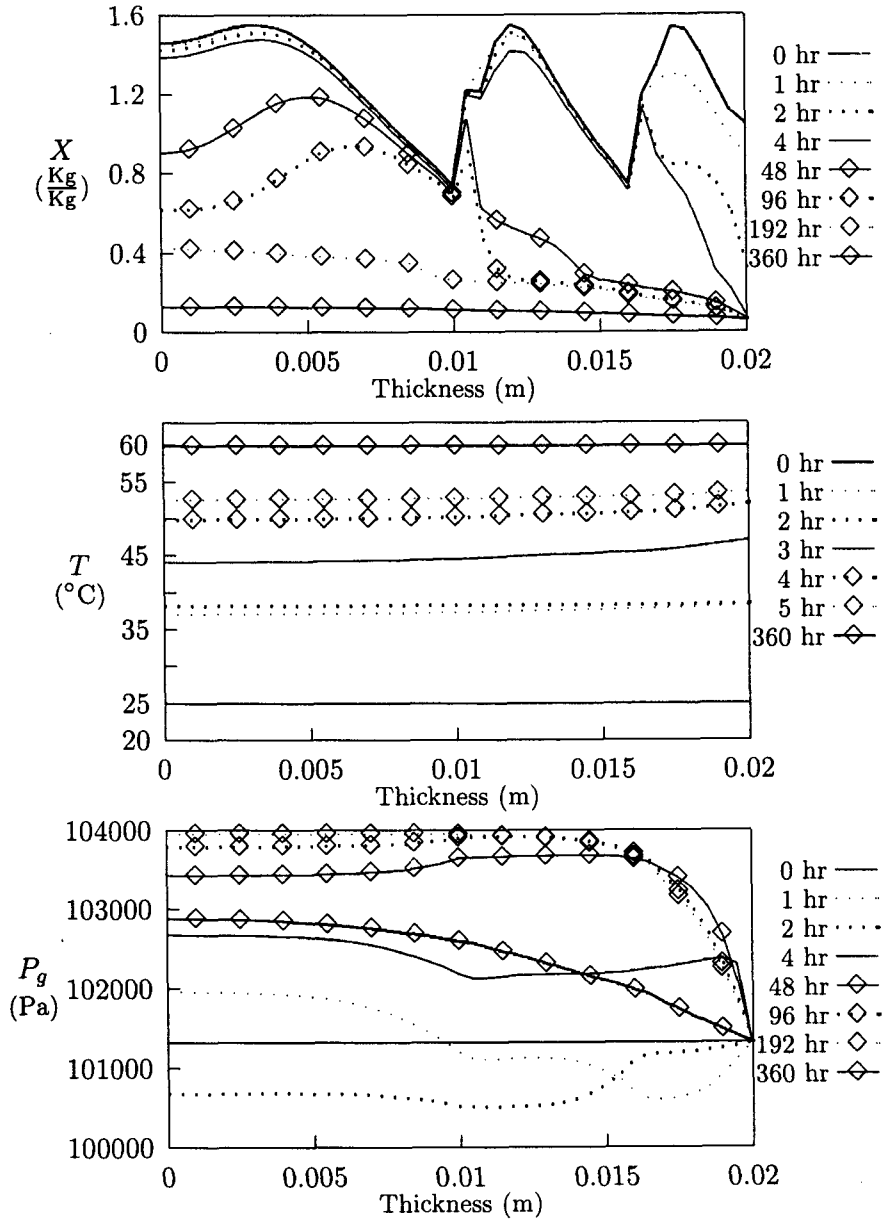 1.6
1.2
0.8
0.4
0
X
(Kg/Kg)
0 hr
1 hr
2 hr
4 hr
48 hr
96 hr
192 hr
360 hr
0 0.005 0.01 0.015 0.02
Thickness (m)
60
55
45
35
25
20
T
(°C)
0 hr
1 hr
2 hr
3 hr
4 hr
5 hr
360 hr
0 0.005 0.01 0.015 0.02
Thickness (m)
104000
103000
102000
101000
100000
P_g
(Pa)
0 hr
1 hr
2 hr
4 hr
48 hr
96 hr
192 hr
360 hr
0 0.005 0.01 0.015 0.02
Thickness (m)